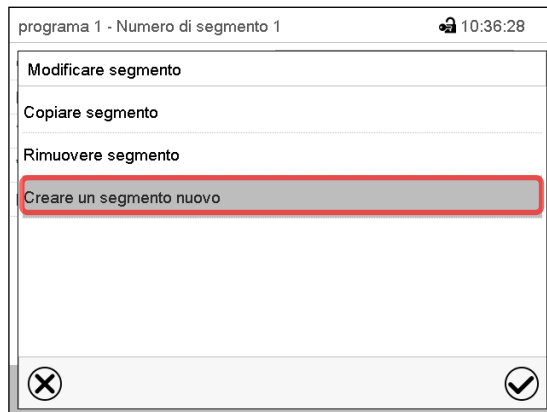 programa 1 - Numero di segmento 1 10:36:28
Modificare segmento
Copiare segmento
Rimuovere segmento
Creare un segmento nuovo